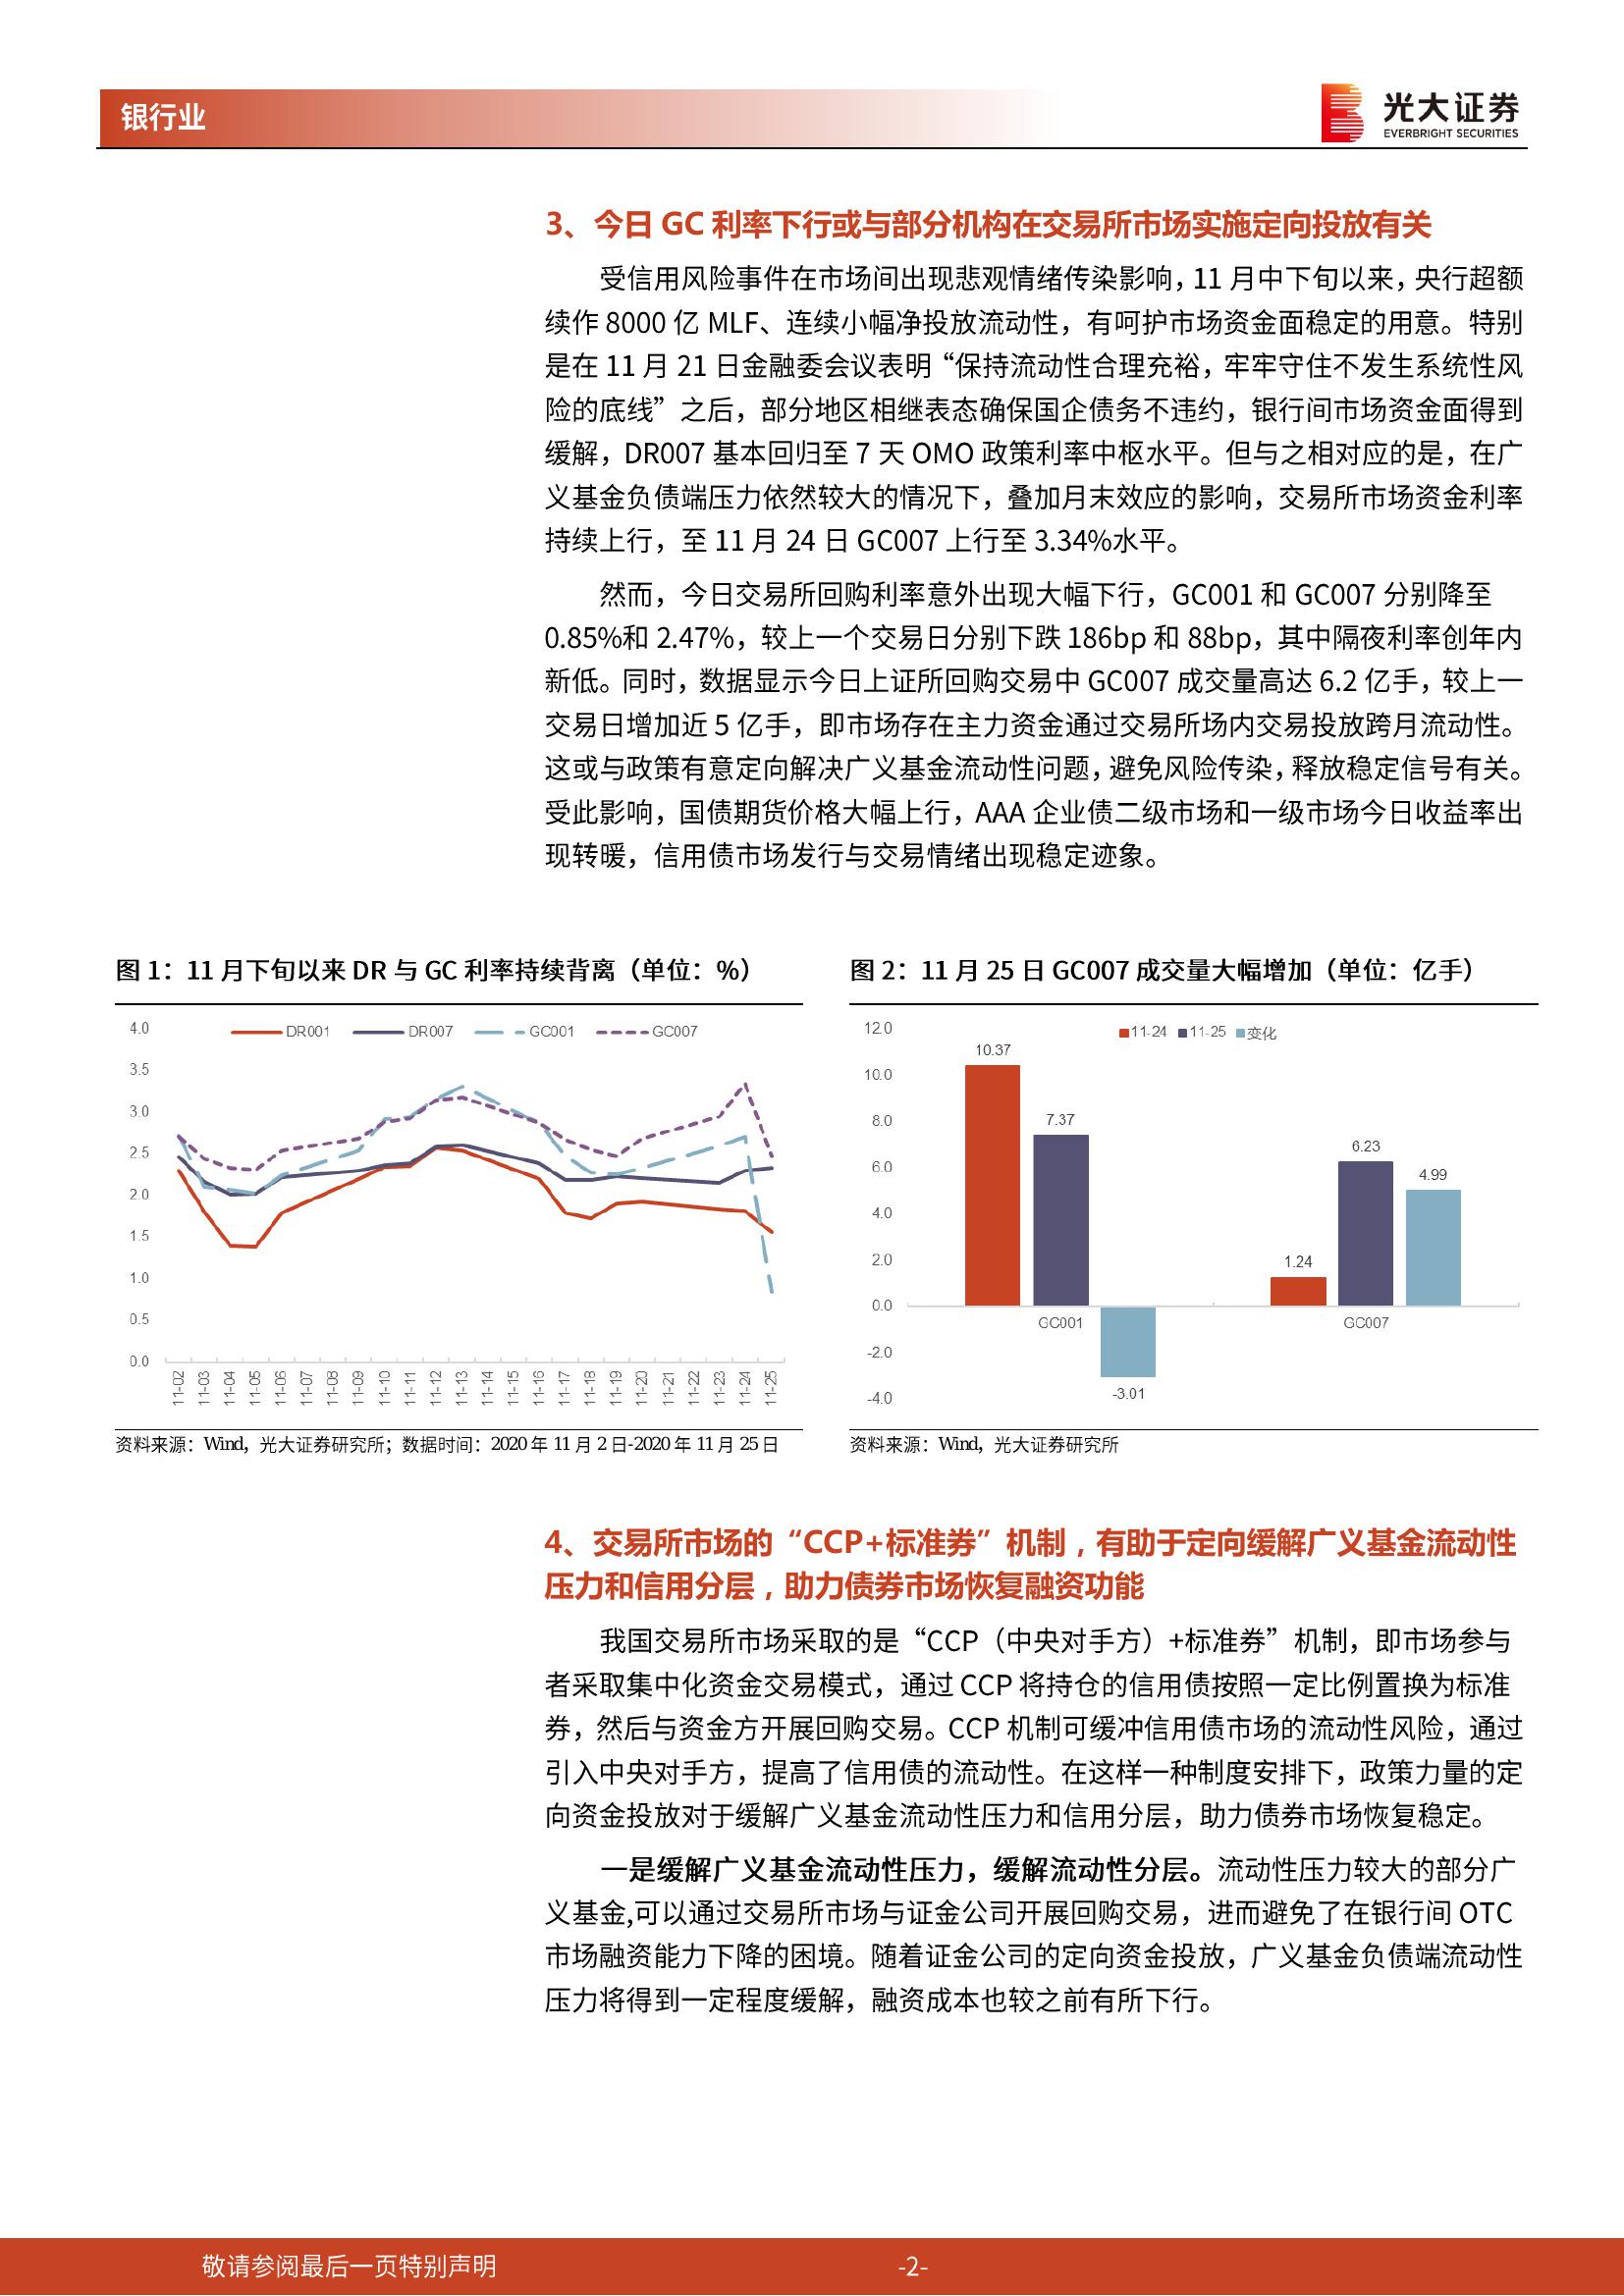 银行业
光大证券
EVERBRIGHT SECURITIES
3、今日 GC 利率下行或与部分机构在交易所市场实施定向投放有关
受信用风险事件在市场间出现悲观情绪传染影响，11 月中下旬以来，央行超额
续作 8000 亿 MLF、连续小幅净投放流动性，有呵护市场资金面稳定的用意。特别
是在 11 月 21 日金融委会议表明“保持流动性合理充裕，牢牢守住不发生系统性风
险的底线”之后，部分地区相继表态确保国企债务不违约，银行间市场资金面得到
缓解，DR007 基本回归至 7 天 OMO 政策利率中枢水平。但与之相对应的是，在广
义基金负债端压力依然较大的情况下，叠加月末效应的影响，交易所市场资金利率
持续上行，至 11 月 24 日 GC007 上行至 3.34%水平。
然而，今日交易所回购利率意外出现大幅下行，GC001 和 GC007 分别降至
0.85%和 2.47%，较上一个交易日分别下跌 186bp 和 88bp，其中隔夜利率创年内
新低。同时，数据显示今日上证所回购交易中 GC007 成交量高达 6.2 亿手，较上一
交易日增加近 5 亿手，即市场存在主力资金通过交易所场内交易投放跨月流动性。
这或与政策有意定向解决广义基金流动性问题，避免风险传染，释放稳定信号有关。
受此影响，国债期货价格大幅上行，AAA 企业债二级市场和一级市场今日收益率出
现转暖，信用债市场发行与交易情绪出现稳定迹象。
图 1：11 月下旬以来 DR 与 GC 利率持续背离（单位：%）
DR001 DR007 GC001 GC007
4.0
3.5
3.0
2.5
2.0
1.5
1.0
0.5
0.0
11-02 11-03 11-04 11-05 11-06 11-07 11-08 11-09 11-10 11-11 11-12 11-13 11-14 11-15 11-16 11-17 11-18 11-19 11-20 11-21 11-22 11-23 11-24 11-25
资料来源：Wind，光大证券研究所；数据时间：2020 年 11 月 2 日-2020 年 11 月 25 日
图 2：11 月 25 日 GC007 成交量大幅增加（单位：亿手）
11-24 11-25 变化
12.0
10.0
8.0
6.0
4.0
2.0
0.0
-2.0
-4.0
10.37
7.37
-3.01
1.24
6.23
4.99
GC001 GC007
资料来源：Wind，光大证券研究所
4、交易所市场的“CCP+标准券”机制，有助于定向缓解广义基金流动性
压力和信用分层，助力债券市场恢复融资功能
我国交易所市场采取的是“CCP（中央对手方）+标准券”机制，即市场参与
者采取集中化资金交易模式，通过 CCP 将持仓的信用债按照一定比例置换为标准
券，然后与资金方开展回购交易。CCP 机制可缓冲信用债市场的流动性风险，通过
引入中央对手方，提高了信用债的流动性。在这样一种制度安排下，政策力量的定
向资金投放对于缓解广义基金流动性压力和信用分层，助力债券市场恢复稳定。
一是缓解广义基金流动性压力，缓解流动性分层。流动性压力较大的部分广
义基金,可以通过交易所市场与证金公司开展回购交易，进而避免了在银行间 OTC
市场融资能力下降的困境。随着证金公司的定向资金投放，广义基金负债端流动性
压力将得到一定程度缓解，融资成本也较之前有所下行。
敬请参阅最后一页特别声明
-2-